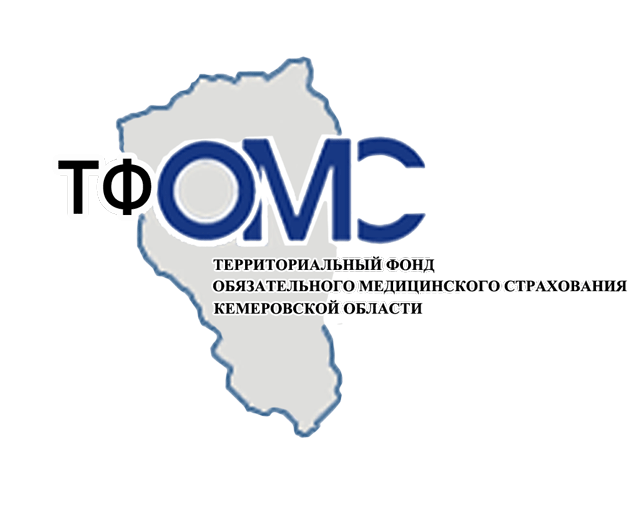 ТФОМС
ТЕРРИТОРИАЛЬНЫЙ ФОНД
ОБЯЗАТЕЛЬНОГО МЕДИЦИНСКОГО СТРАХОВАНИЯ
КЕМЕРОВСКОЙ ОБЛАСТИ